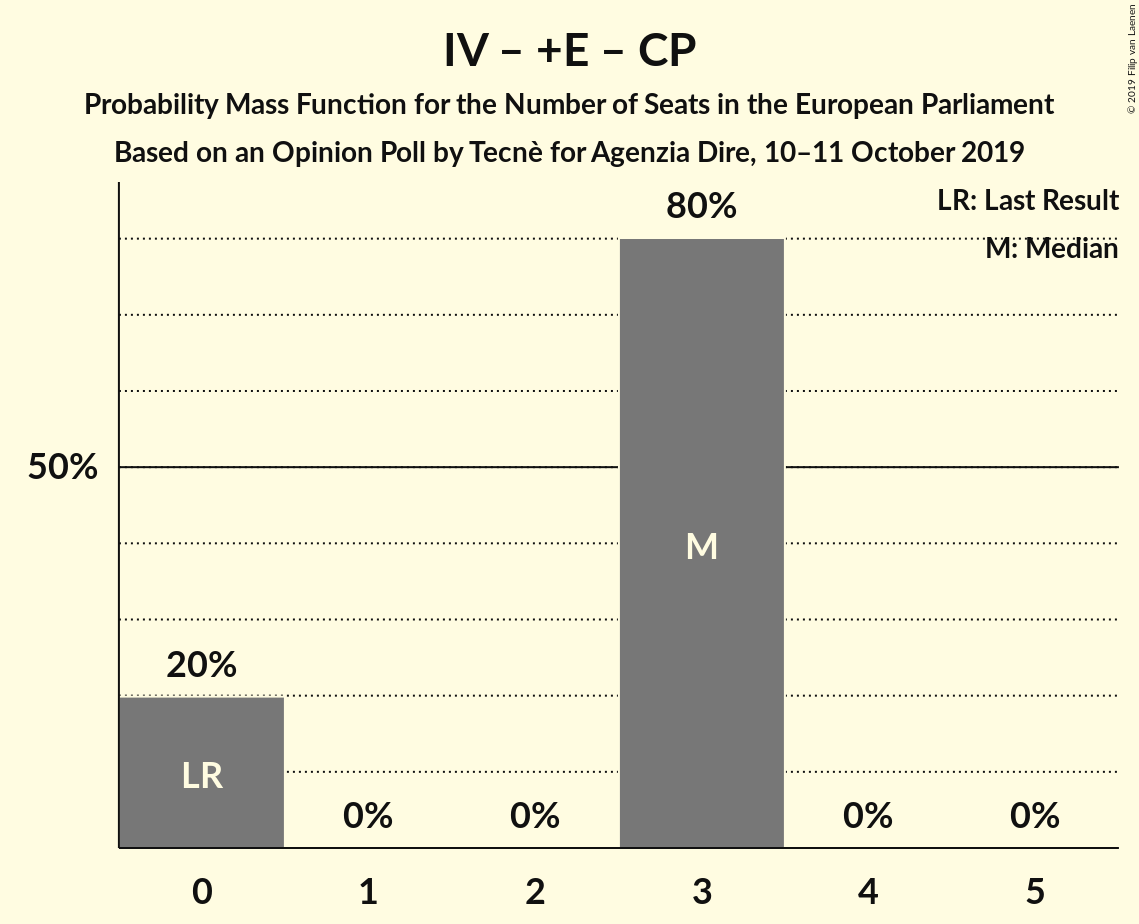 IV – +E – CP
Probability Mass Function for the Number of Seats in the European Parliament
Based on an Opinion Poll by Tecnè for Agenzia Dire, 10–11 October 2019
© 2019 Filip van Laenen
LR: Last Result
M: Median
80%
50%
M
20%
LR
0%
0%
0%
0%
0
1
2
3
4
5